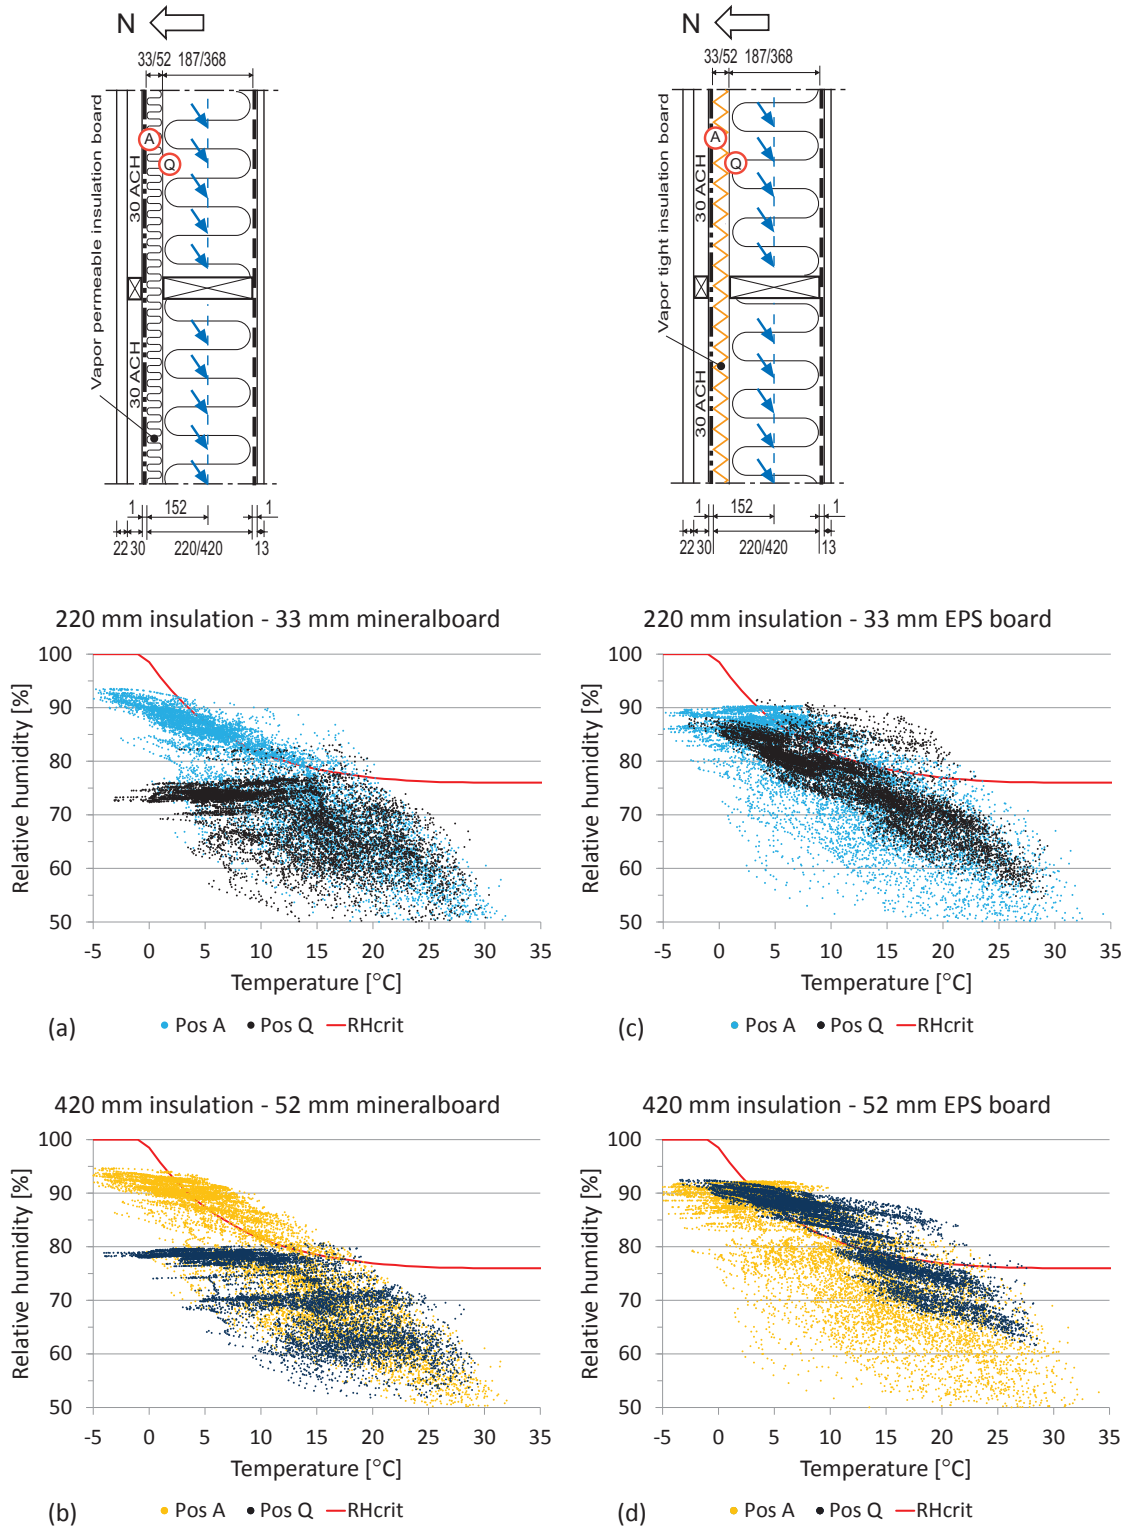 N
33/52 187/368
A
Q
30 ACH
30 ACH
Vapor permeable insulation board
1 152 1
22 30 220/420 13
N
33/52 187/368
A
Q
30 ACH
30 ACH
Vapor tight insulation board
1 152 1
22 30 220/420 13
220 mm insulation - 33 mm mineralboard
Relative humidity [%]
100
90
80
70
60
50
-5 0 5 10 15 20 25 30 35
Temperature [°C]
(a) Pos A Pos Q RHcrit
220 mm insulation - 33 mm EPS board
Relative humidity [%]
100
90
80
70
60
50
-5 0 5 10 15 20 25 30 35
Temperature [°C]
(c) Pos A Pos Q RHcrit
420 mm insulation - 52 mm mineralboard
Relative humidity [%]
100
90
80
70
60
50
-5 0 5 10 15 20 25 30 35
Temperature [°C]
(b) Pos A Pos Q RHcrit
420 mm insulation - 52 mm EPS board
Relative humidity [%]
100
90
80
70
60
50
-5 0 5 10 15 20 25 30 35
Temperature [°C]
(d) Pos A Pos Q RHcrit